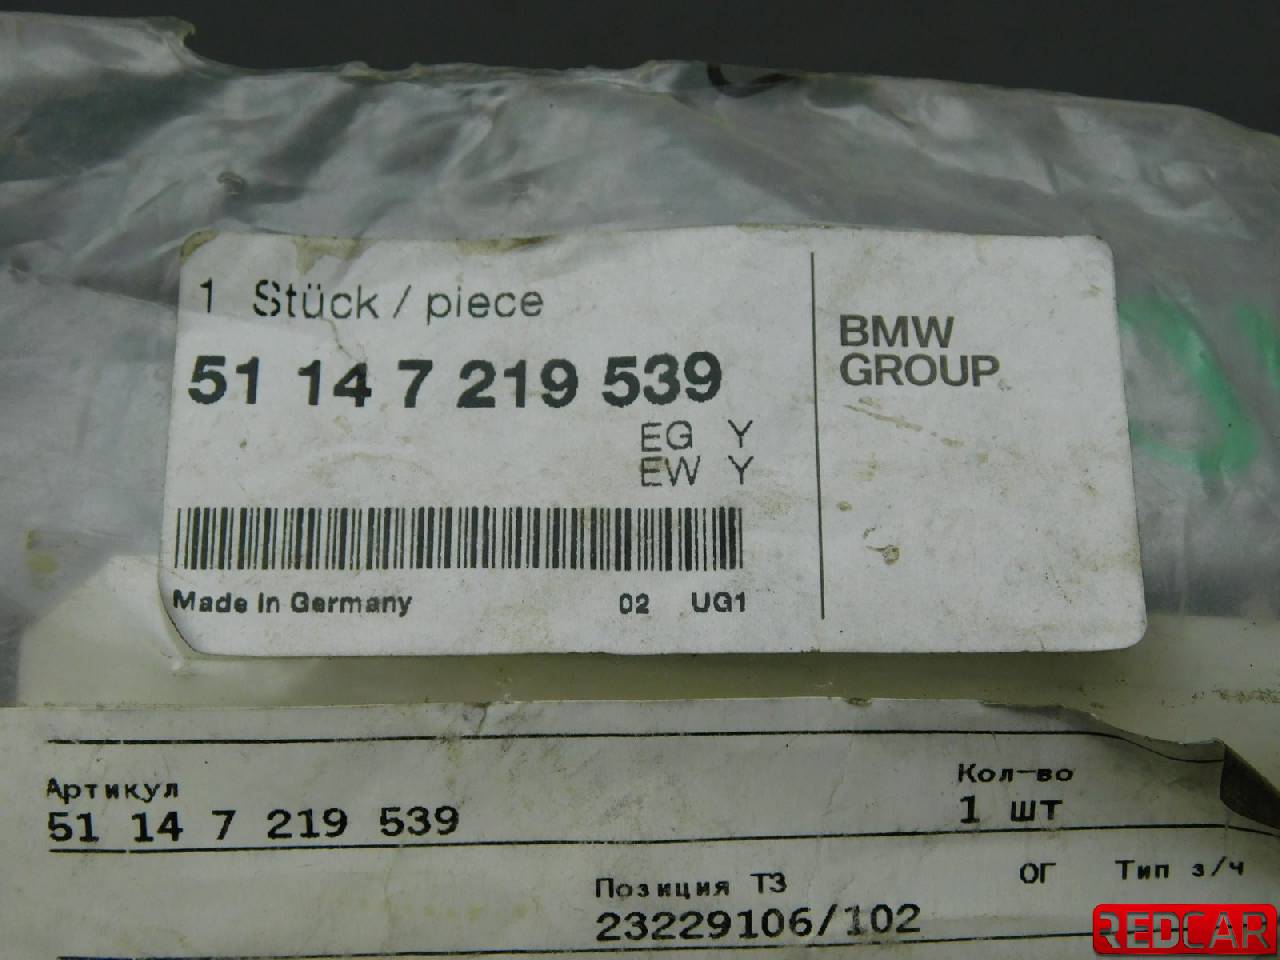 1 Stück / piece
51 14 7 219 539
EG Y
EW Y
BMW
GROUP
Made in Germany 02 UG1
Артикул Кол-во
51 14 7 219 539 1 шт
Позиция ТЗ ОГ Тип з/ч
23229106/102
REDCAR